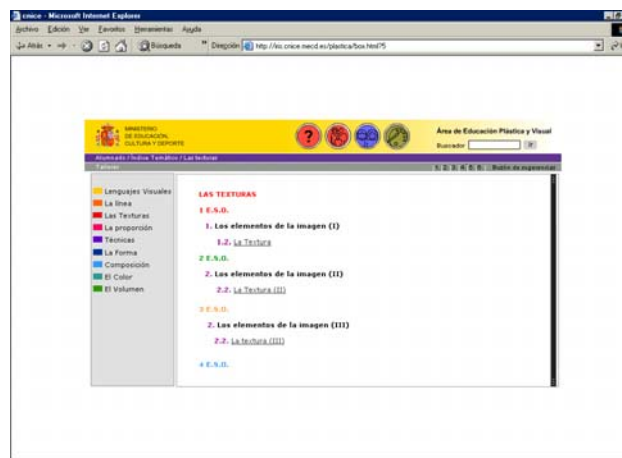 cnice - Microsoft Internet Explorer
Archivo Edición Ver Favoritos Herramientas Ayuda
Atrás Búsqueda Dirección http://iris.cnice.mecd.es/plastica/box.html?5
MINISTERIO
DE EDUCACIÓN,
CULTURA Y DEPORTE
?
Área de Educación Plástica y Visual
Buscador
Alumnado / Índice Temático / Las texturas
Talleres
1 2 3 4 5 6 Buzón de sugerencias
Lenguajes Visuales
La línea
Las Texturas
La proporción
Técnicas
La Forma
Composición
El Color
El Volumen
LAS TEXTURAS
1 E.S.O.
1. Los elementos de la imagen (I)
1.2. La Textura
2 E.S.O.
2. Los elementos de la imagen (II)
2.2. La Textura (II)
3 E.S.O.
2. Los elementos de la imagen (III)
2.2. La textura (III)
4 E.S.O.